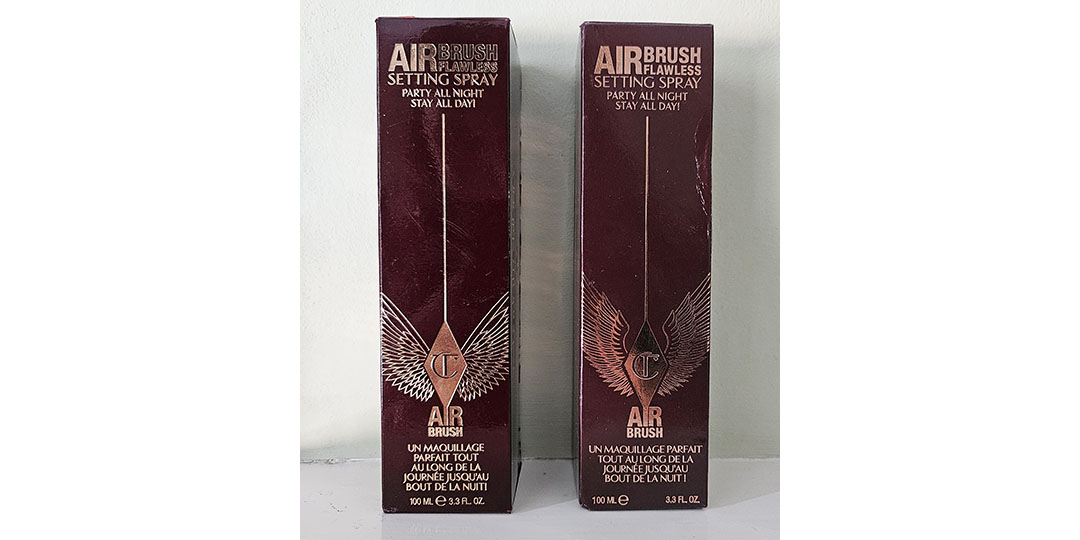 AIRBRUSH
FLAWLESS
SETTING SPRAY
PARTY ALL NIGHT
STAY ALL DAY!
CT
AIR
BRUSH
UN MAQUILLAGE
PARFAIT TOUT
AU LONG DE LA
JOURNÉE JUSQU'AU
BOUT DE LA NUIT!
100 ML e 3.3 FL. OZ.
AIRBRUSH
FLAWLESS
SETTING SPRAY
PARTY ALL NIGHT
STAY ALL DAY!
CT
AIR
BRUSH
UN MAQUILLAGE PARFAIT
TOUT AU LONG DE LA
JOURNÉE JUSQU'AU
BOUT DE LA NUIT !
100 ML e 3.3 FL. OZ.